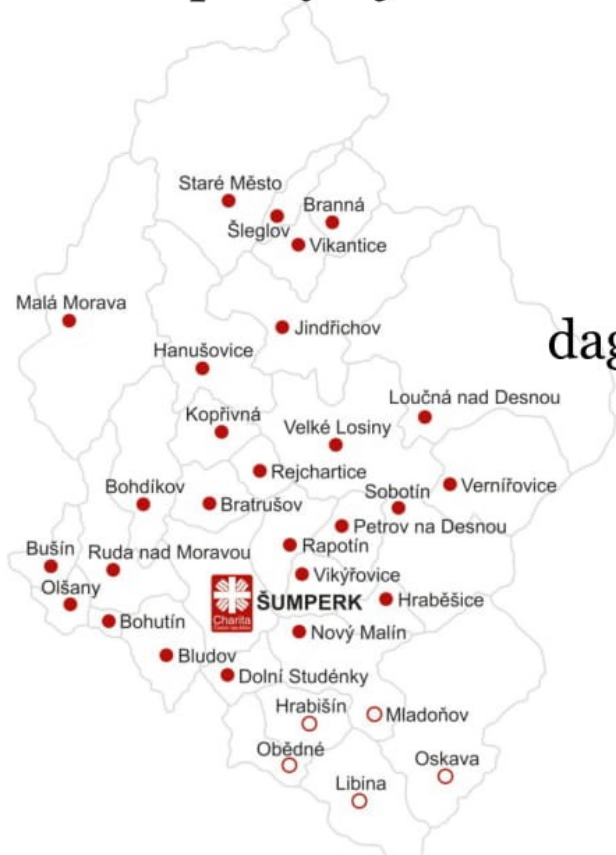 Staré Město
Branná
Šleglov
Vikantice
Malá Morava
Jindřichov
Hanušovice
dag
Loučná nad Desnou
Kopřivná
Velké Losiny
Rejchartice
Vernířovice
Sobotín
Bohdíkov
Bratrušov
Petrov na Desnou
Rapotín
Bušín
Ruda nad Moravou
Vikýřovice
Olšany
Charita
ŠUMPERK
Hraběšice
Bohutín
Nový Malín
Bludov
Dolní Studénky
Hrabišín
Mladoňov
Obědné
Oskava
Libina